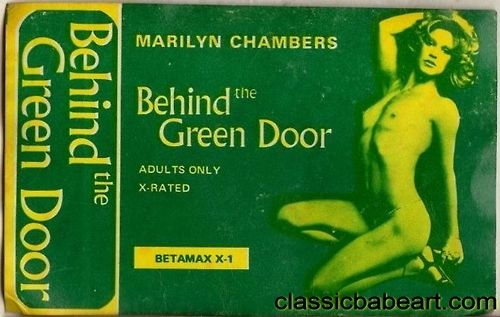 Behind the
Green Door
MARILYN CHAMBERS
Behind the
Green Door
ADULTS ONLY
X-RATED
BETAMAX X-1
classicbabeart.com